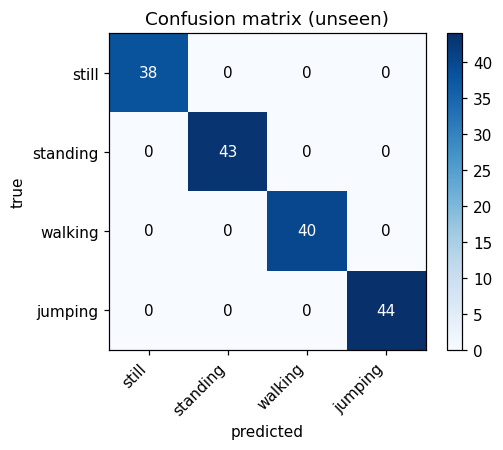 Confusion matrix (unseen)
true
still 38 0 0 0
standing 0 43 0 0
walking 0 0 40 0
jumping 0 0 0 44
still standing walking jumping
predicted
40
35
30
25
20
15
10
5
0